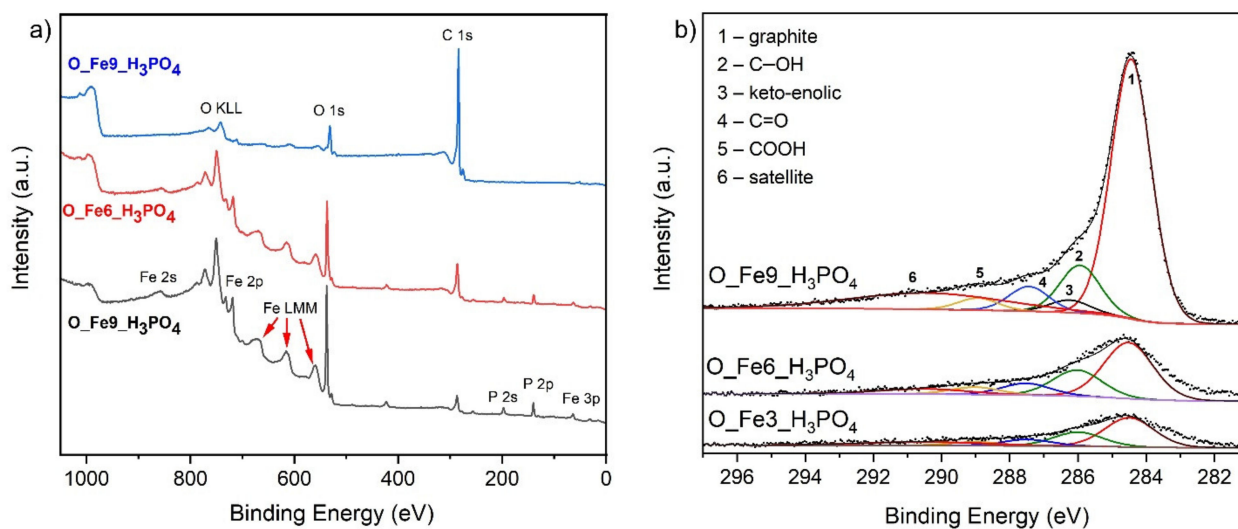 a)
O_Fe9_H₃PO₄
O KLL
O 1s
C 1s
O_Fe6_H₃PO₄
Fe 2s
Fe 2p
Fe LMM
O_Fe9_H₃PO₄
P 2s
P 2p
Fe 3p
Intensity (a.u.)
1000 800 600 400 200 0
Binding Energy (eV)
b)
1 – graphite
2 – C–OH
3 – keto-enolic
4 – C=O
5 – COOH
6 – satellite
1
2
3
4
5
6
O_Fe9_H₃PO₄
O_Fe6_H₃PO₄
O_Fe3_H₃PO₄
Intensity (a.u.)
296 294 292 290 288 286 284 282
Binding Energy (eV)